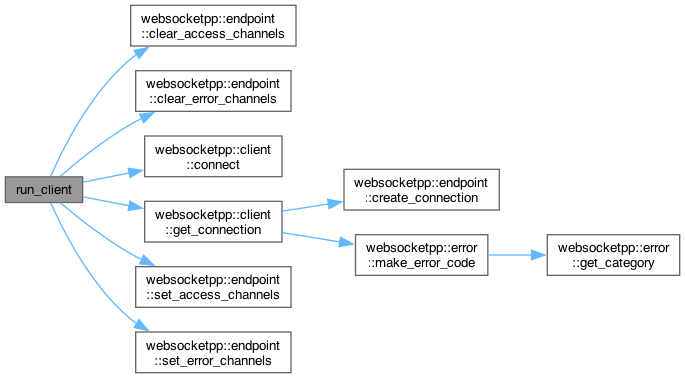 websocketpp::endpoint
::clear_access_channels
websocketpp::endpoint
::clear_error_channels
websocketpp::client
::connect
run_client
websocketpp::client
::get_connection
websocketpp::endpoint
::create_connection
websocketpp::error
::make_error_code
websocketpp::error
::get_category
websocketpp::endpoint
::set_access_channels
websocketpp::endpoint
::set_error_channels